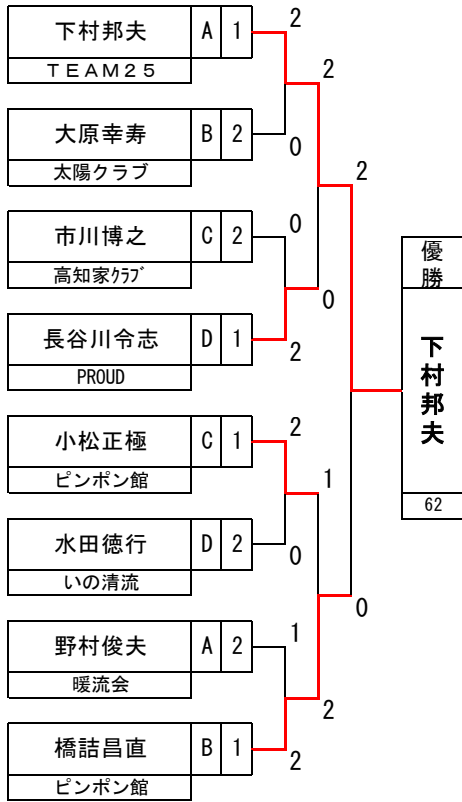 下村邦夫 A 1
TEAM25
2
2
大原幸寿 B 2
太陽クラブ
0
2
市川博之 C 2
高知家ｸﾗﾌﾞ
0
0
長谷川令志 D 1
PROUD
2
小松正極 C 1
ピンポン館
2
1
水田徳行 D 2
いの清流
0
0
野村俊夫 A 2
暖流会
1
2
橋詰昌直 B 1
ピンポン館
2
優勝
下村邦夫
62